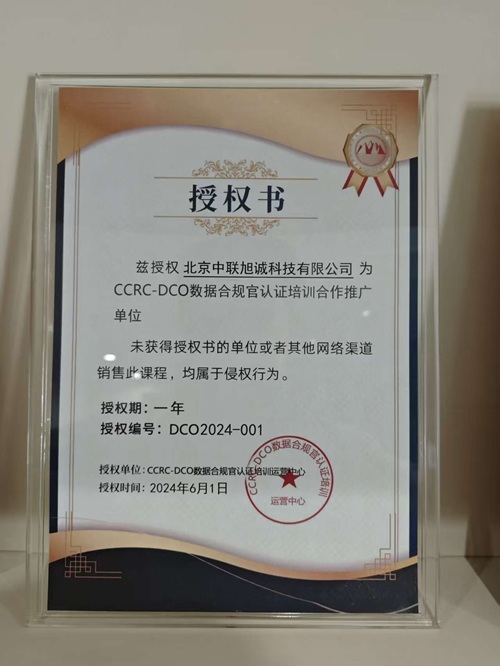 授权书
兹授权 北京中联旭诚科技有限公司 为
CCRC-DCO数据合规官认证培训合作推广
单位
未获得授权书的单位或者其他网络渠道
销售此课程，均属于侵权行为。
授权期：一年
授权编号：DCO2024-001
授权单位：CCRC-DCO数据合规官认证培训运营中心
授权时间：2024年6月1日
CCRC-DCO数据合规官认证培训
运营中心